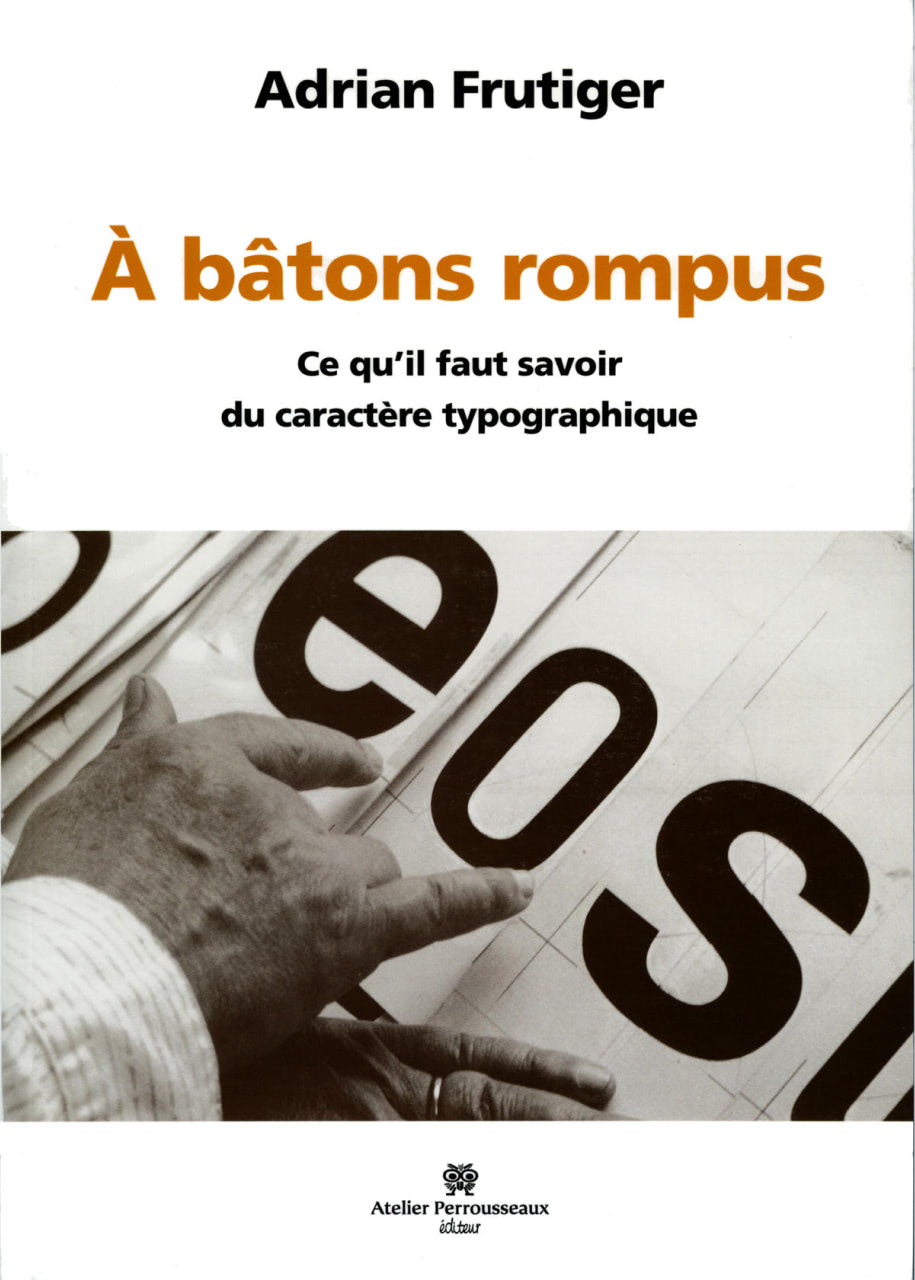 Adrian Frutiger
À bâtons rompus
Ce qu’il faut savoir
du caractère typographique
e
o
s
Atelier Perrousseaux
éditeur